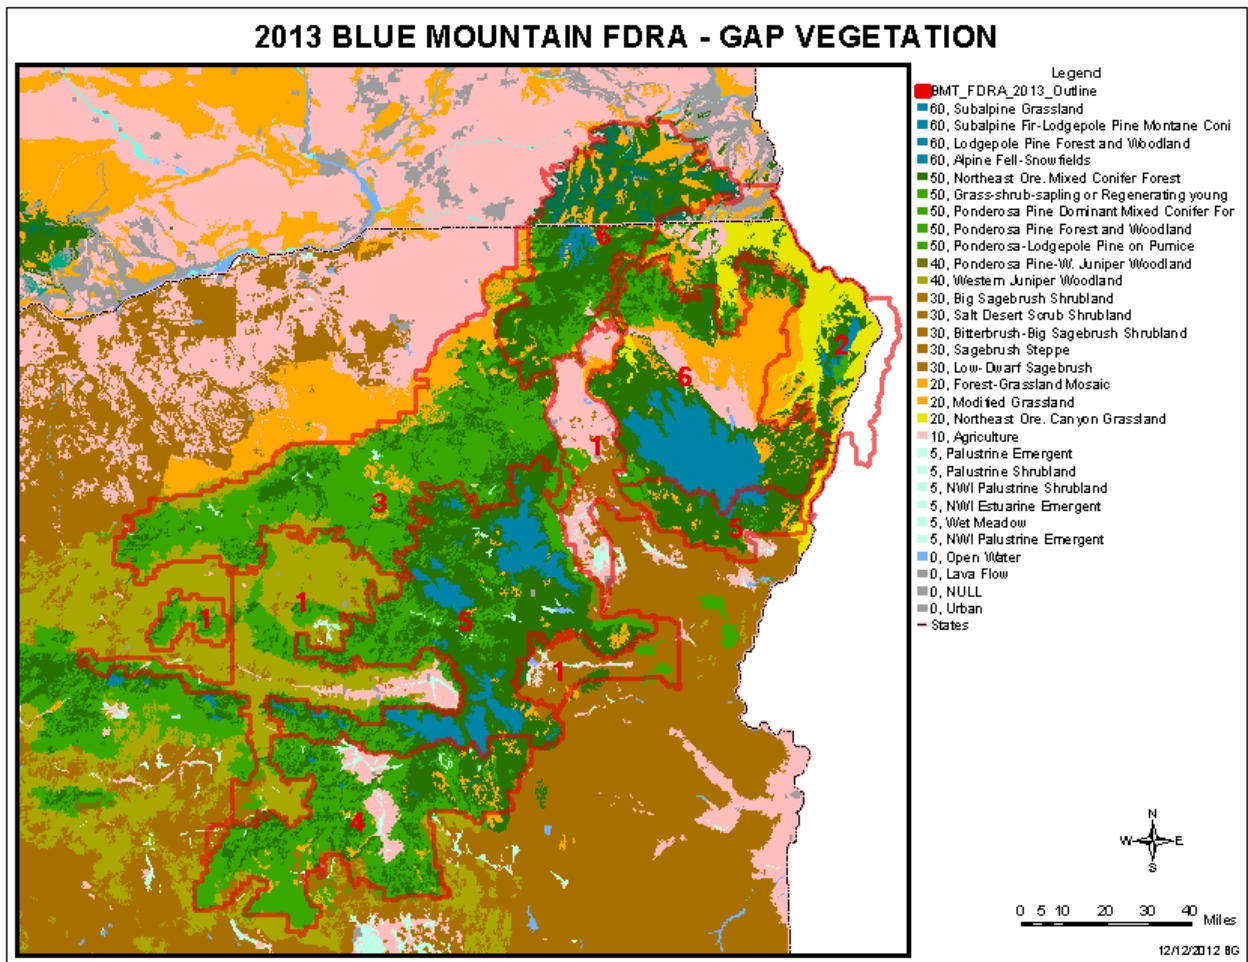 2013 BLUE MOUNTAIN FDRA - GAP VEGETATION
Legend
BMT_FDRA_2013_Outline
60, Subalpine Grassland
60, Subalpine Fir-Lodgepole Pine Montane Coni
60, Lodgepole Pine Forest and Woodland
60, Alpine Fell-Snowfields
50, Northeast Ore. Mixed Conifer Forest
50, Grass-shrub-sapling or Regenerating young
50, Ponderosa Pine Dominant Mixed Conifer For
50, Ponderosa Pine Forest and Woodland
50, Ponderosa-Lodgepole Pine on Pumice
40, Ponderosa Pine-W. Juniper Woodland
40, Western Juniper Woodland
30, Big Sagebrush Shrubland
30, Salt Desert Scrub Shrubland
30, Bitterbrush-Big Sagebrush Shrubland
30, Sagebrush Steppe
30, Low-Dwarf Sagebrush
20, Forest-Grassland Mosaic
20, Modified Grassland
20, Northeast Ore. Canyon Grassland
10, Agriculture
5, Palustrine Emergent
5, Palustrine Shrubland
5, NWI Palustrine Shrubland
5, NWI Estuarine Emergent
5, Wet Meadow
5, NWI Palustrine Emergent
0, Open Water
0, Lava Flow
0, NULL
0, Urban
States
6
2
6
1
3
5
1
1
5
1
4
N
W E
S
0 5 10 20 30 40
Miles
12/12/2012 BG